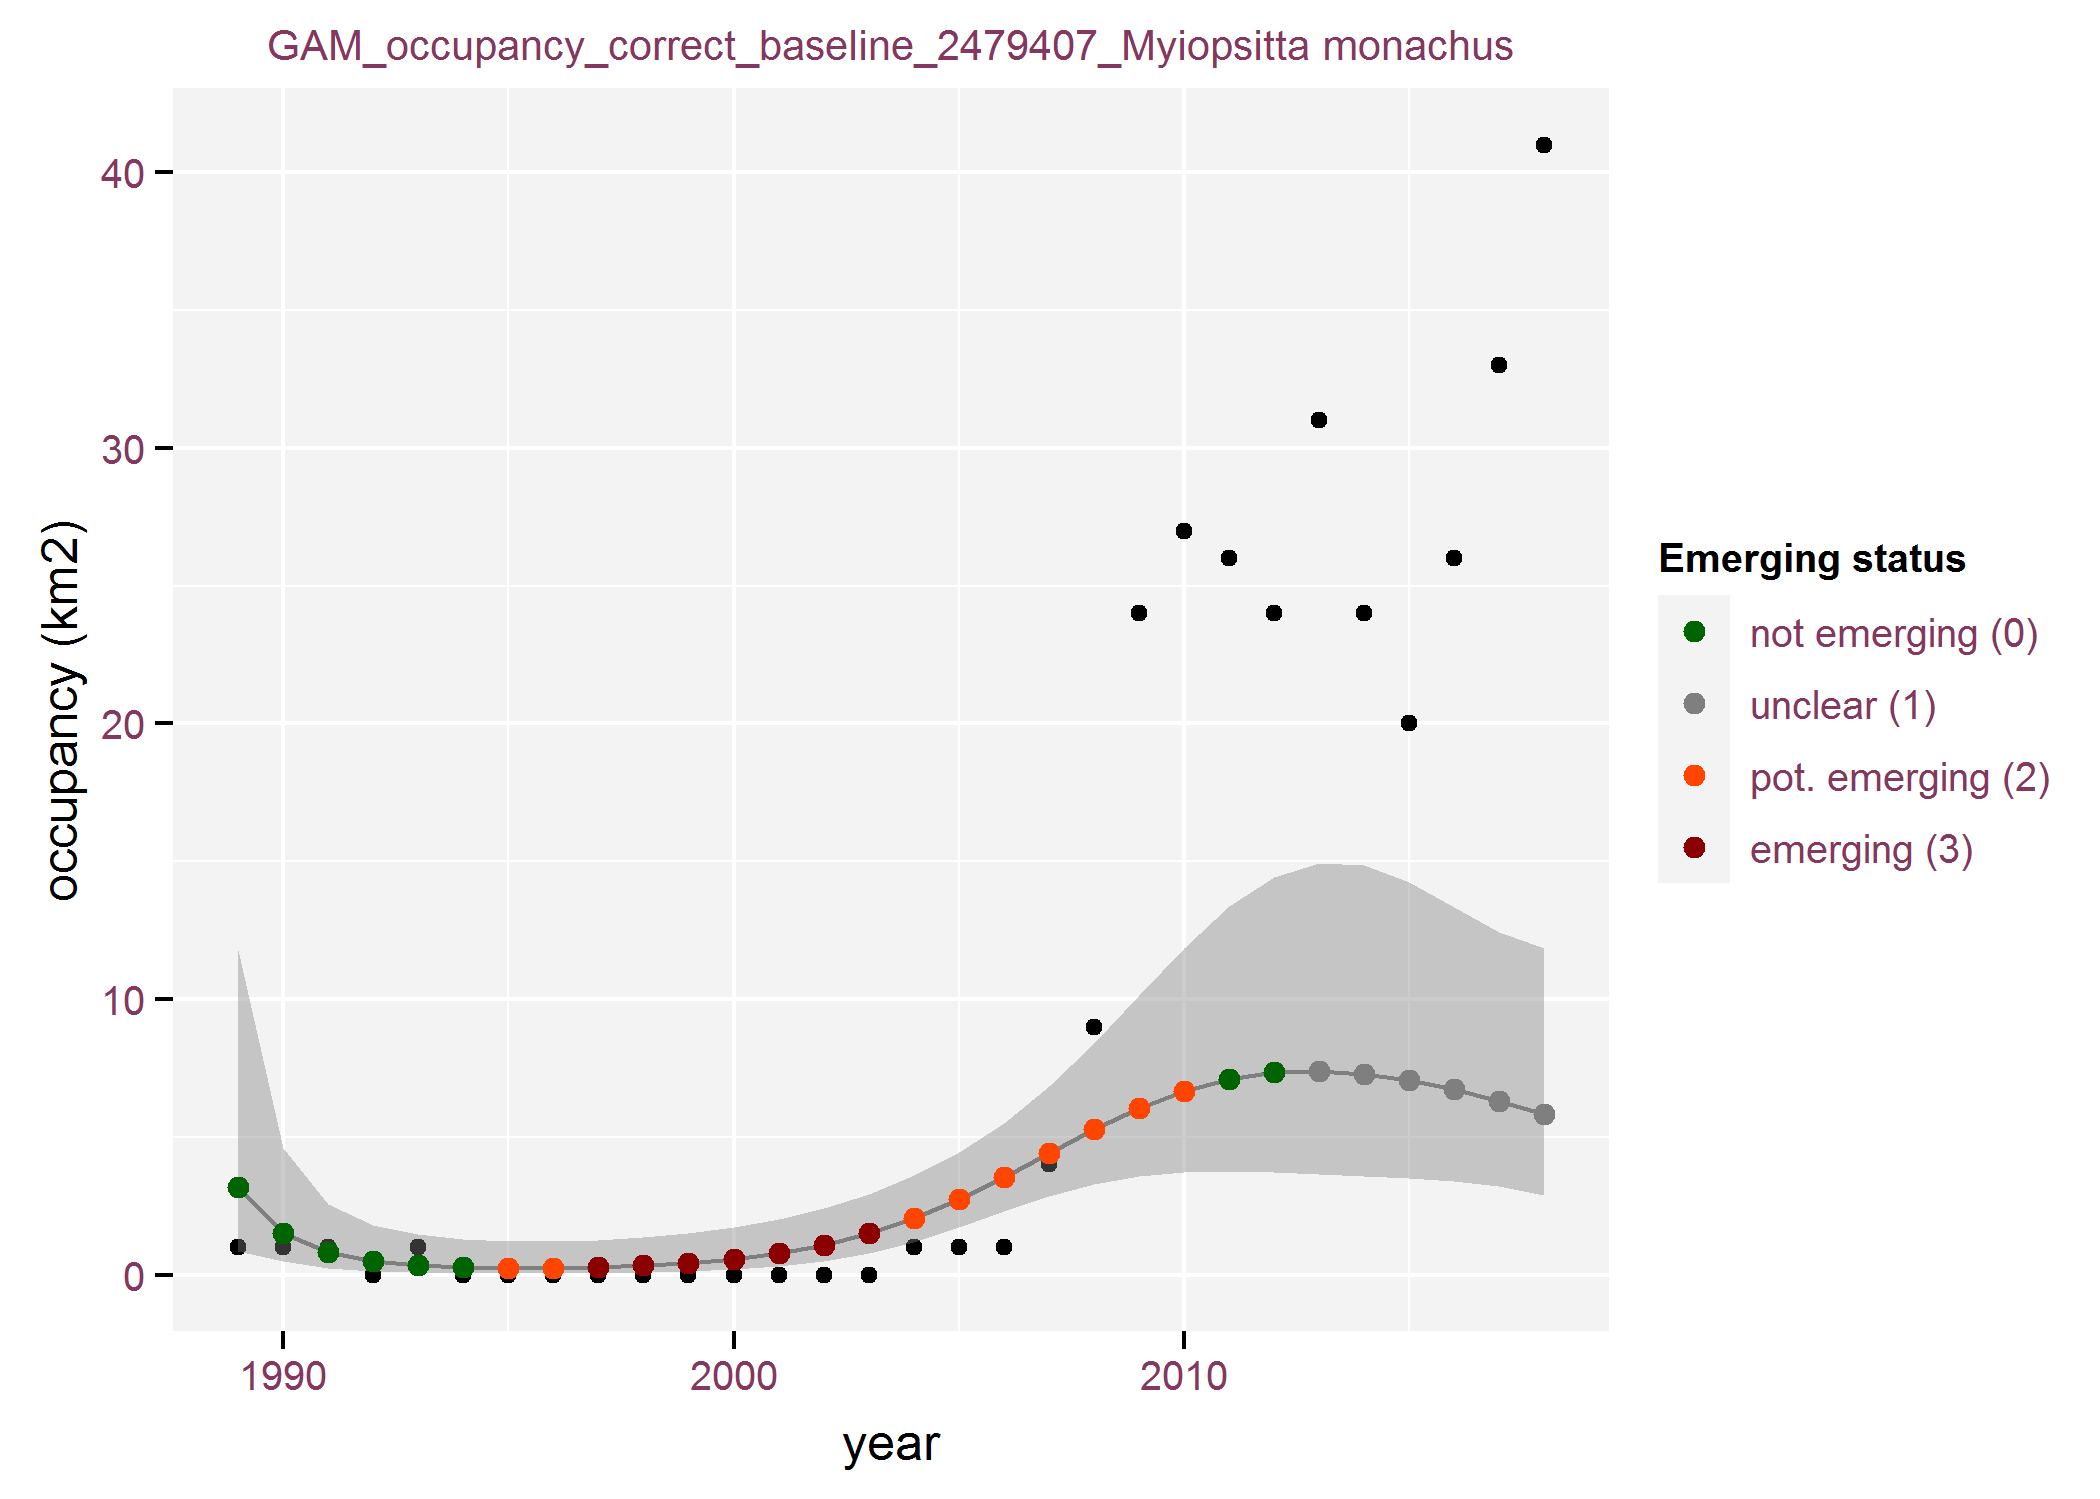 GAM_occupancy_correct_baseline_2479407_Myiopsitta monachus
occupancy (km2)
40
30
20
10
0
1990 2000 2010
year
Emerging status
not emerging (0)
unclear (1)
pot. emerging (2)
emerging (3)